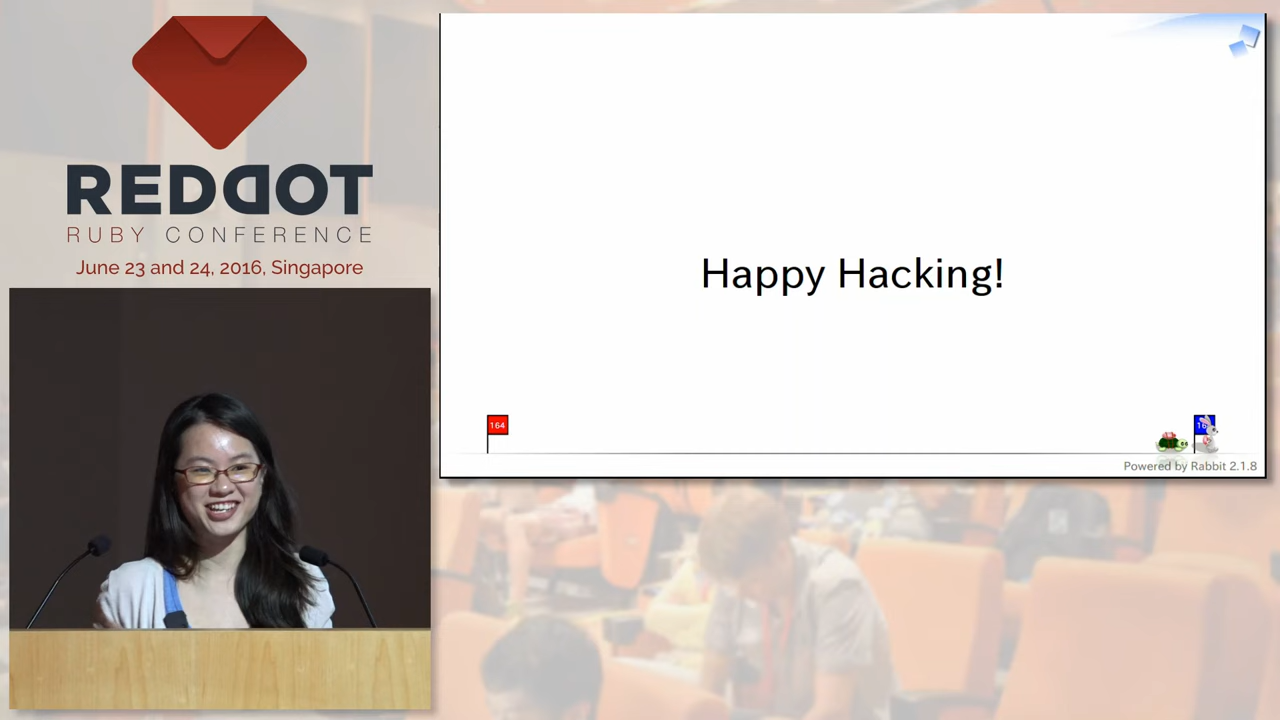 REDDOT
RUBY CONFERENCE
June 23 and 24, 2016, Singapore
Happy Hacking!
164
Powered by Rabbit 2.1.8